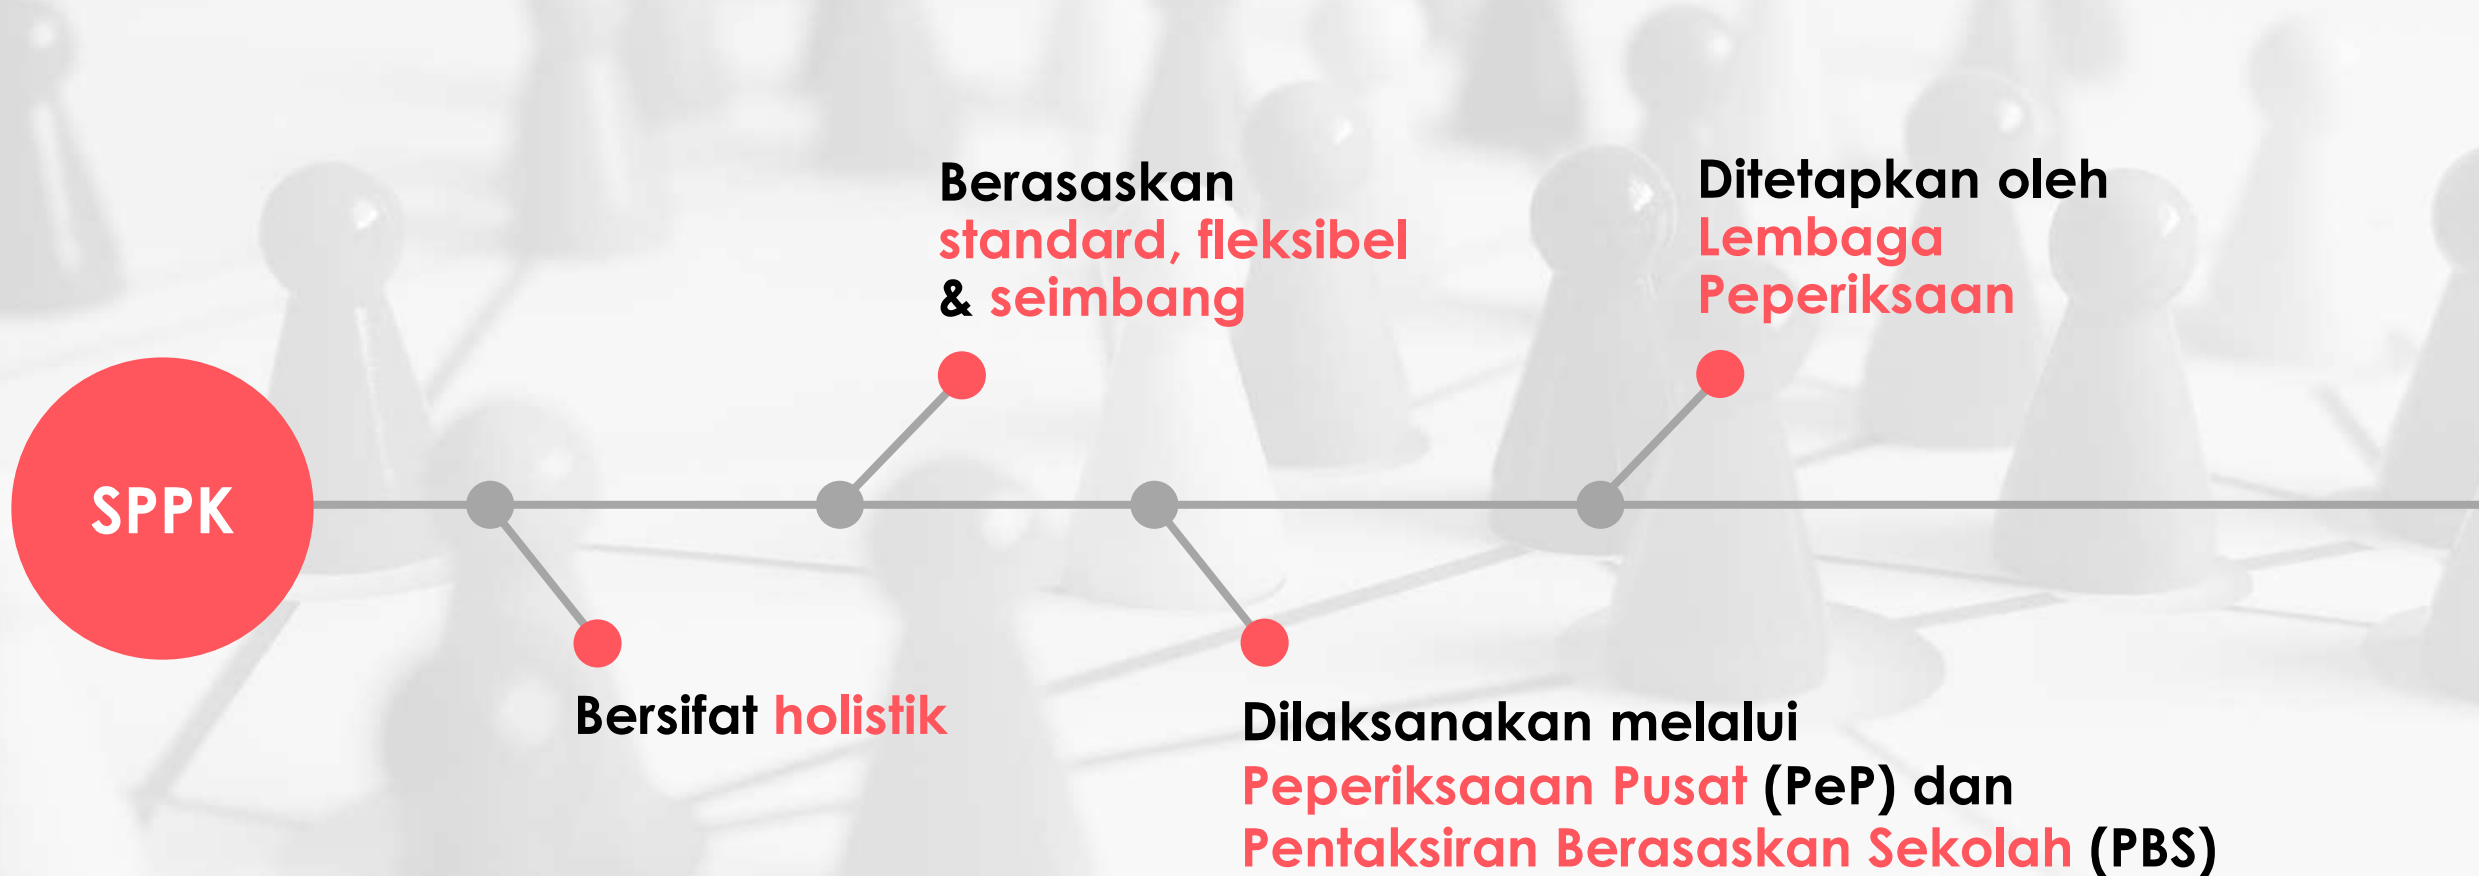 SPPK
Bersifat holistik
Berasaskan
standard, fleksibel
& seimbang
Dilaksanakan melalui
Peperiksaaan Pusat (PeP) dan
Pentaksiran Berasaskan Sekolah (PBS)
Ditetapkan oleh
Lembaga
Peperiksaan